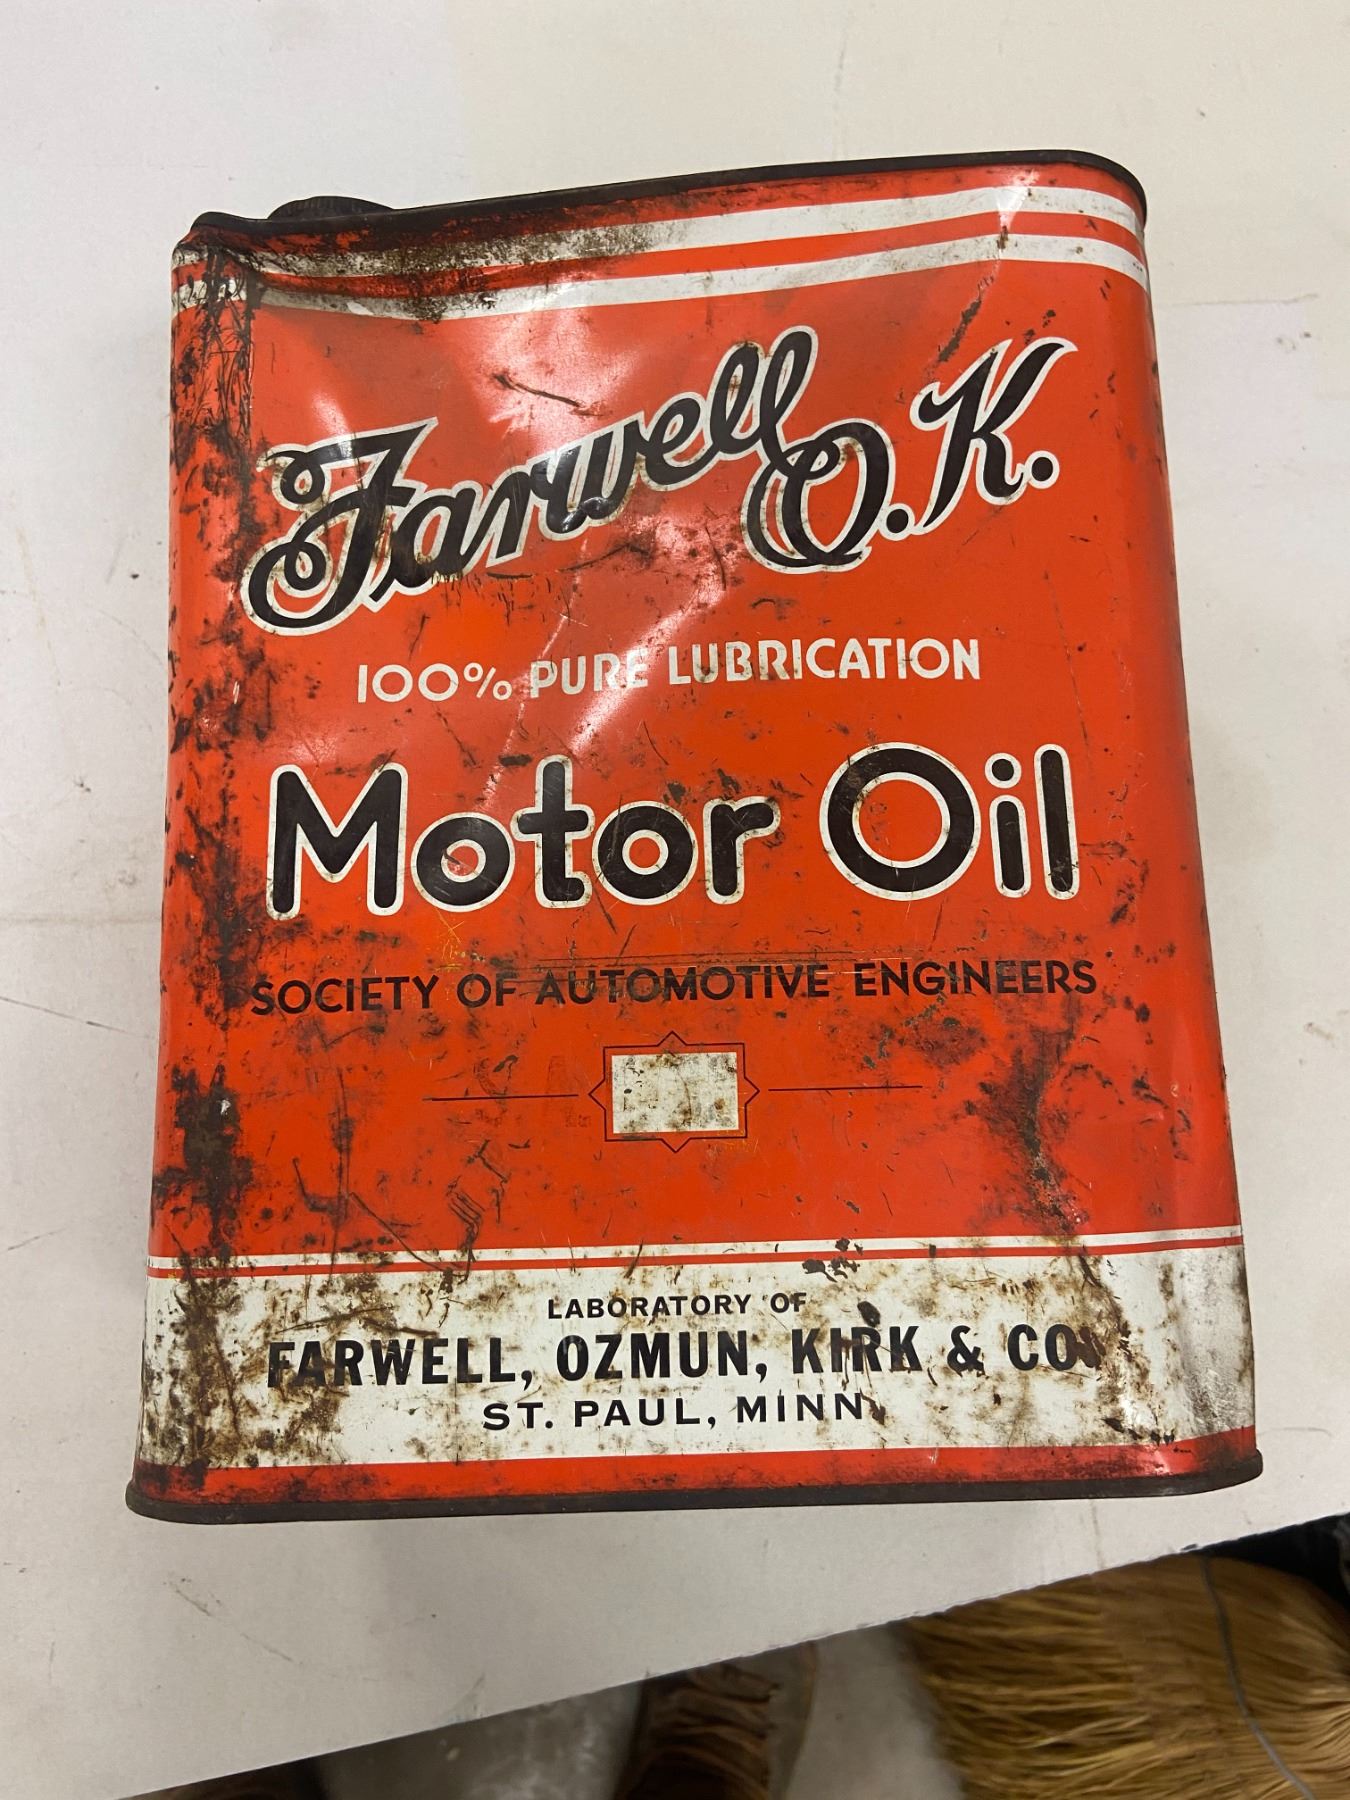 Farwell O.K.
100% PURE LUBRICATION
Motor Oil
SOCIETY OF AUTOMOTIVE ENGINEERS
LABORATORY OF
FARWELL, OZMUN, KIRK & CO.
ST. PAUL, MINN.